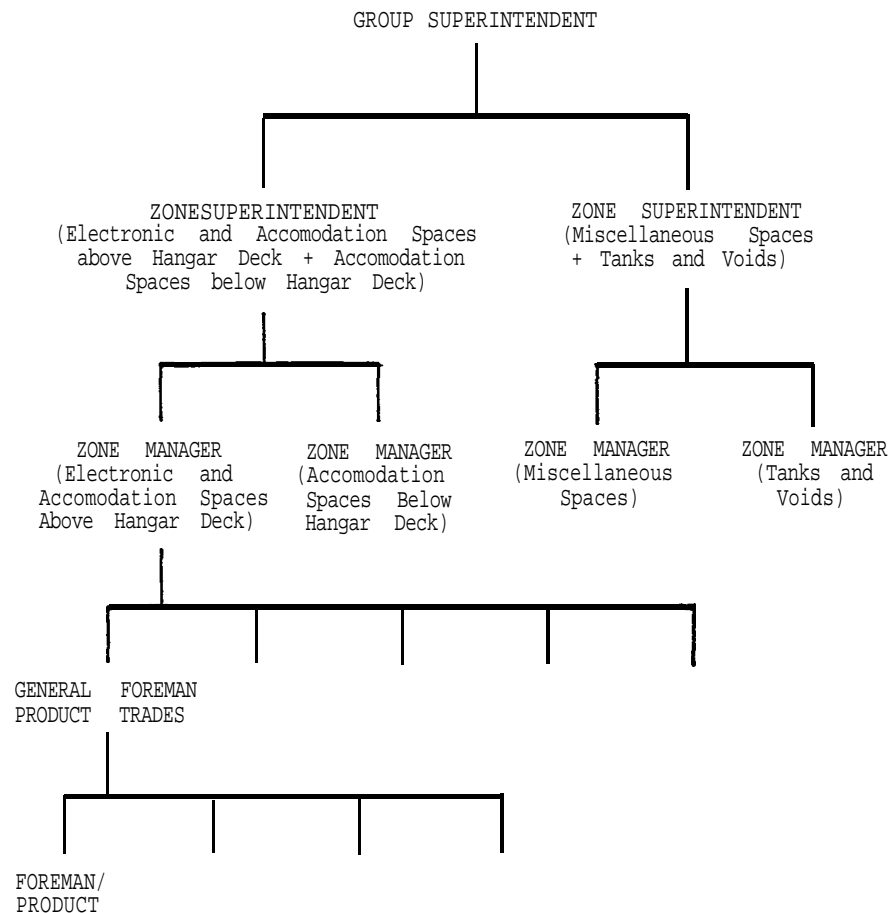 GROUP SUPERINTENDENT
ZONESUPERINTENDENT
(Electronic and Accomodation Spaces
above Hangar Deck + Accomodation
Spaces below Hangar Deck)
ZONE SUPERINTENDENT
(Miscellaneous Spaces
+ Tanks and Voids)
ZONE MANAGER
(Electronic and
Accomodation Spaces
Above Hangar Deck)
ZONE MANAGER
(Accomodation
Spaces Below
Hangar Deck)
ZONE MANAGER
(Miscellaneous
Spaces)
ZONE MANAGER
(Tanks and
Voids)
GENERAL FOREMAN
PRODUCT TRADES
FOREMAN/
PRODUCT